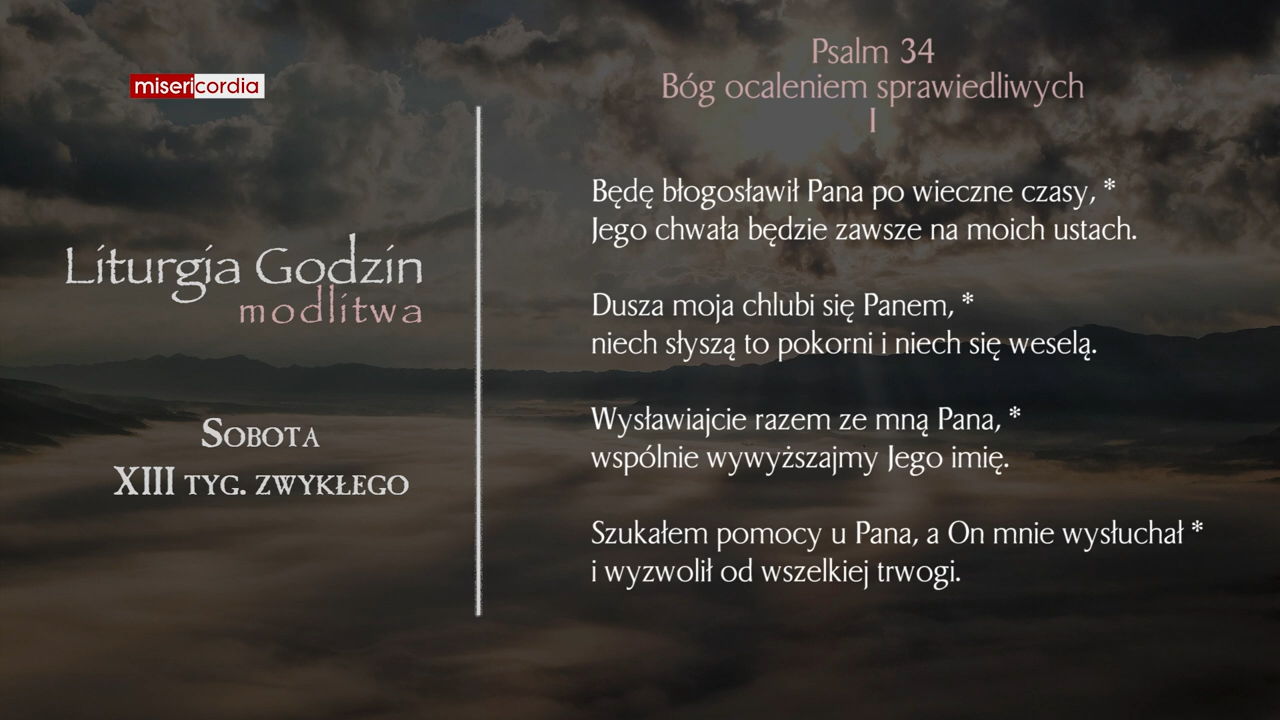 misericordia
Liturgia Godzin
modlitwa
Sobota
XIII tyg. zwykłego
Psalm 34
Bóg ocaleniem sprawiedliwych
I
Będę błogosławił Pana po wieczne czasy, *
Jego chwała będzie zawsze na moich ustach.
Dusza moja chlubi się Panem, *
niech słyszą to pokorni i niech się weselą.
Wysławiajcie razem ze mną Pana, *
wspólnie wywyższajmy Jego imię.
Szukałem pomocy u Pana, a On mnie wysłuchał *
i wyzwolił od wszelkiej trwogi.